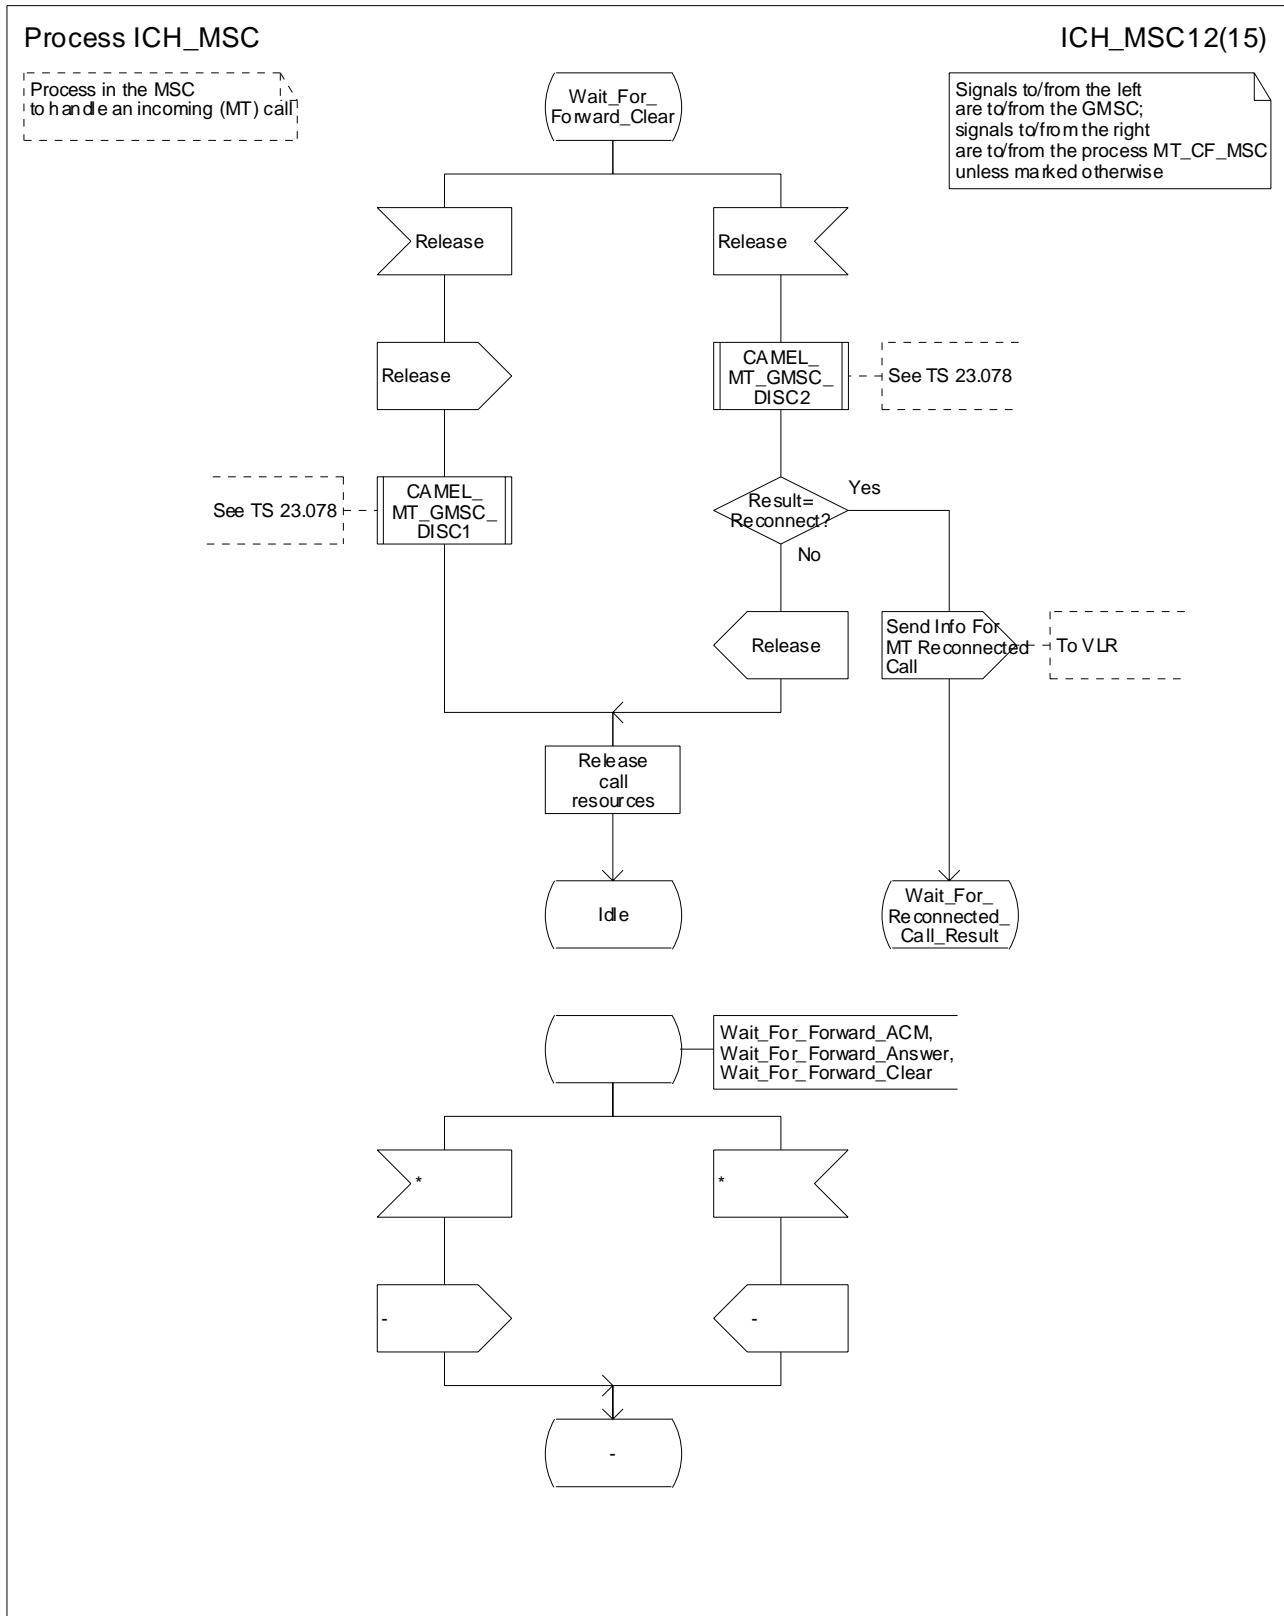 Process ICH_MSC
ICH_MSC12(15)
Process in the MSC
to handle an incoming (MT) call
Signals to/from the left
are to/from the GMSC;
signals to/from the right
are to/from the process MT_CF_MSC
unless marked otherwise
Wait_For_
Forward_Clear
Release
Release
Release
CAMEL_
MT_GMSC_
DISC2
See TS 23.078
See TS 23.078
CAMEL_
MT_GMSC_
DISC1
Result=
Reconnect?
Yes
No
Release
Send Info For
MT Reconnected
Call
To VLR
Release
call
resources
Idle
Wait_For_
Reconnected_
Call_Result
Wait_For_Forward_ACM,
Wait_For_Forward_Answer,
Wait_For_Forward_Clear
*
*
-
-
-